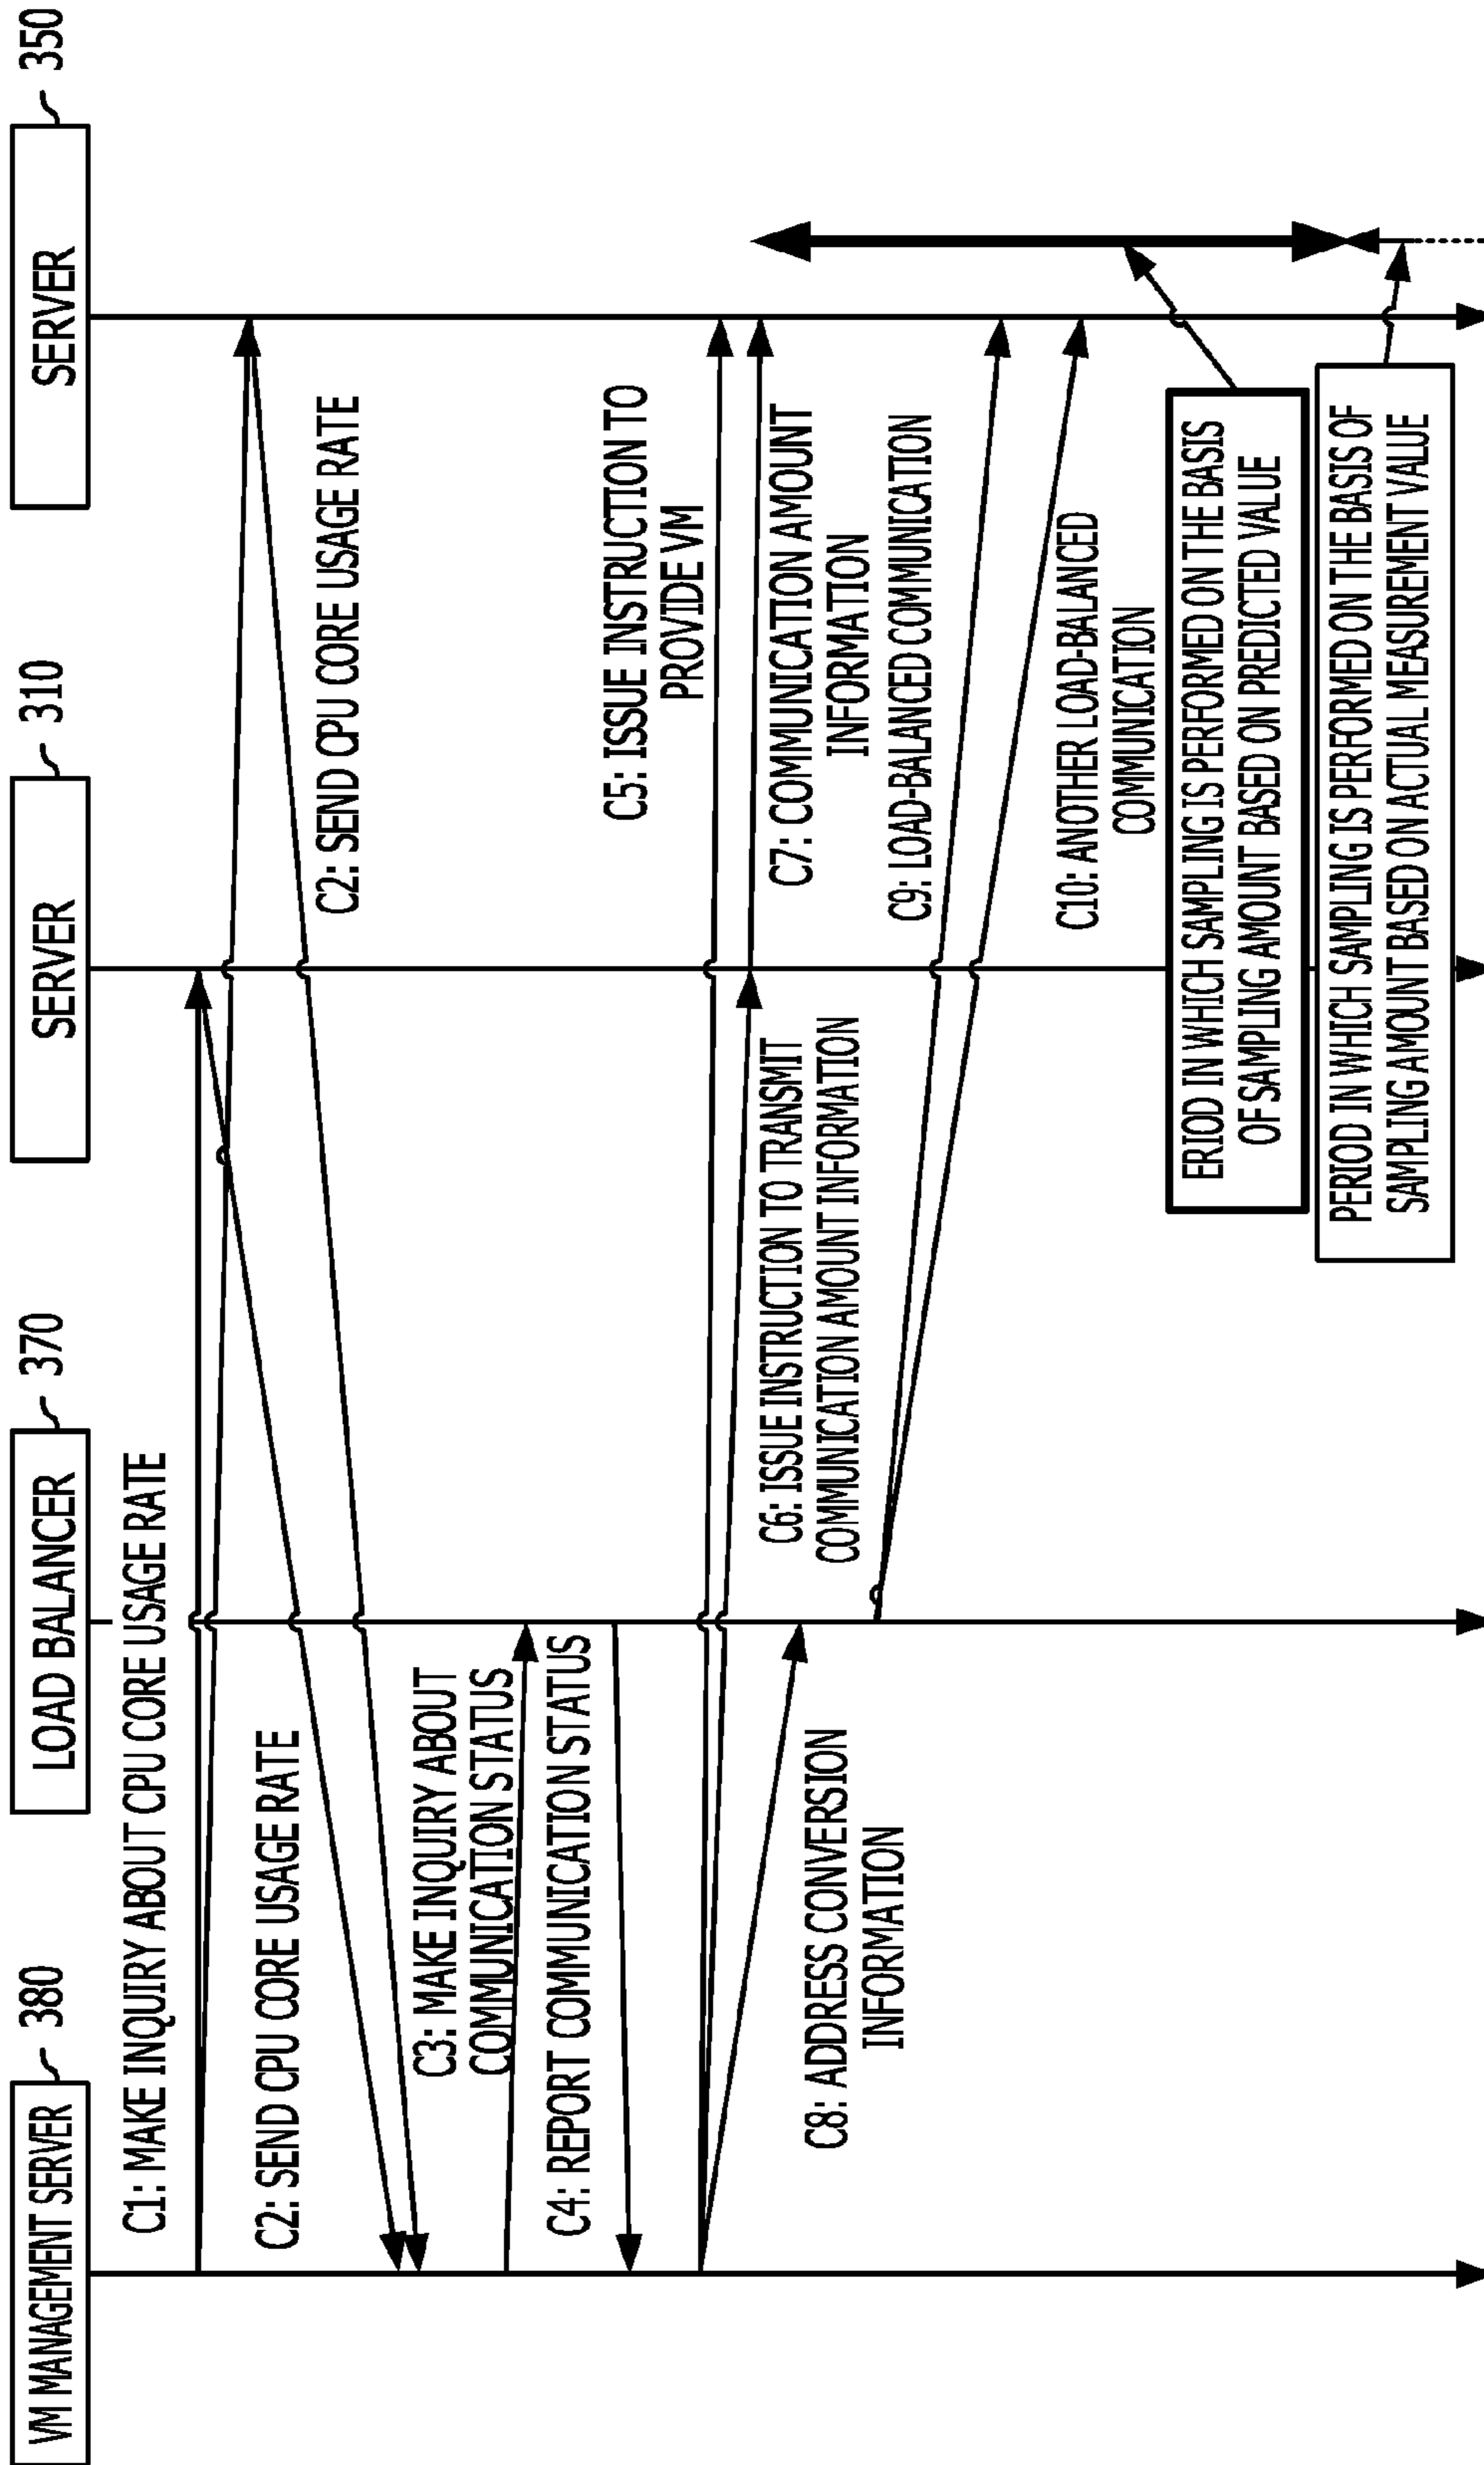 VM MANAGEMENT SERVER
380
LOAD BALANCER
370
SERVER
310
SERVER
350
C1: MAKE INQUIRY ABOUT CPU CORE USAGE RATE
C2: SEND CPU CORE USAGE RATE
C2: SEND CPU CORE USAGE RATE
C3: MAKE INQUIRY ABOUT
COMMUNICATION STATUS
C4: REPORT COMMUNICATION STATUS
C5: ISSUE INSTRUCTION TO
PROVIDE VM
C6: ISSUE INSTRUCTION TO TRANSMIT
COMMUNICATION AMOUNT INFORMATION
C7: COMMUNICATION AMOUNT
INFORMATION
C8: ADDRESS CONVERSION
INFORMATION
C9: LOAD-BALANCED COMMUNICATION
C10: ANOTHER LOAD-BALANCED
COMMUNICATION
ERIOD IN WHICH SAMPLING IS PERFORMED ON THE BASIS
OF SAMPLING AMOUNT BASED ON PREDICTED VALUE
PERIOD IN WHICH SAMPLING IS PERFORMED ON THE BASIS OF
SAMPLING AMOUNT BASED ON ACTUAL MEASUREMENT VALUE